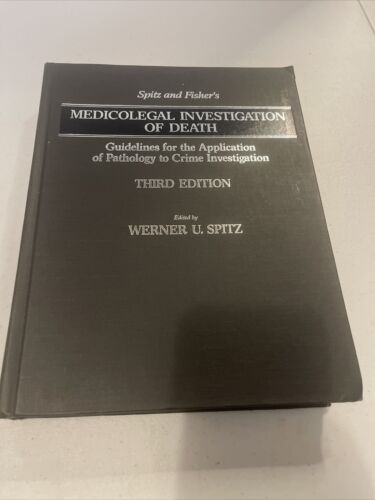 Spitz and Fisher's
MEDICOLEGAL INVESTIGATION
OF DEATH
Guidelines for the Application
of Pathology to Crime Investigation
THIRD EDITION
Edited by
WERNER U. SPITZ